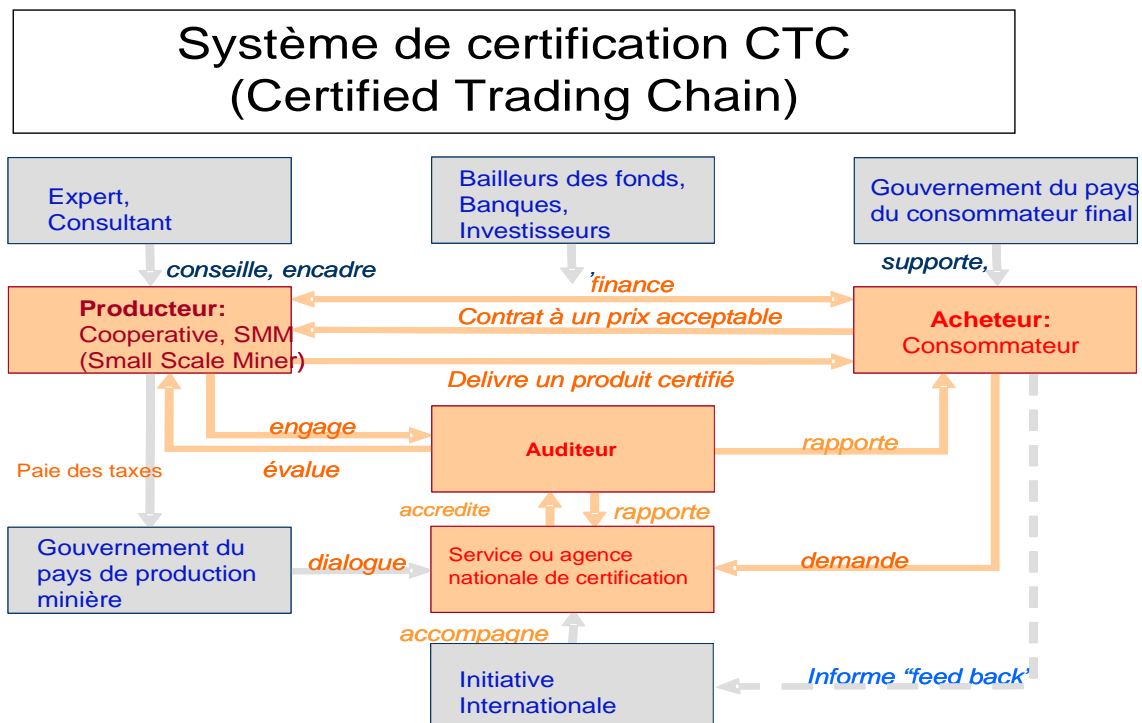 Système de certification CTC
(Certified Trading Chain)
Expert,
Consultant
Bailleurs des fonds,
Banques,
Investisseurs
Gouvernement du pays
du consommateur final
conseille, encadre
,
finance
supporte,
Producteur:
Cooperative, SMM
(Small Scale Miner)
Contrat à un prix acceptable
Acheteur:
Consommateur
Delivre un produit certifié
engage
Auditeur
rapporte
Paie des taxes
évalue
accredite
rapporte
Gouvernement du
pays de production
minière
dialogue
Service ou agence
nationale de certification
demande
accompagne
Initiative
Internationale
Informe “feed back’